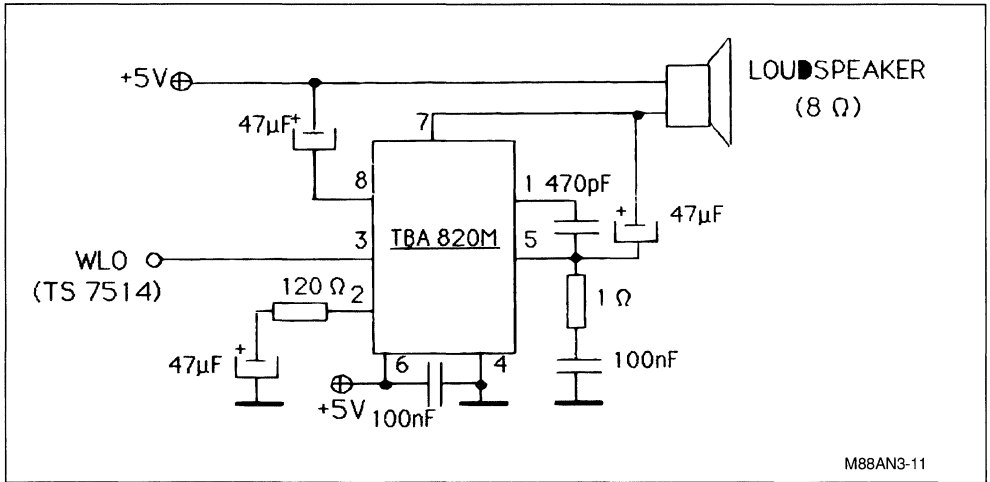 +5V
LOUDSPEAKER
(8 Ω)
47µF
+
7
8
1
470pF
+
47µF
TBA 820M
3
5
WLO
(TS 7514)
120 Ω
2
1 Ω
+
47µF
6
4
100nF
+5V
100nF
M88AN3-11